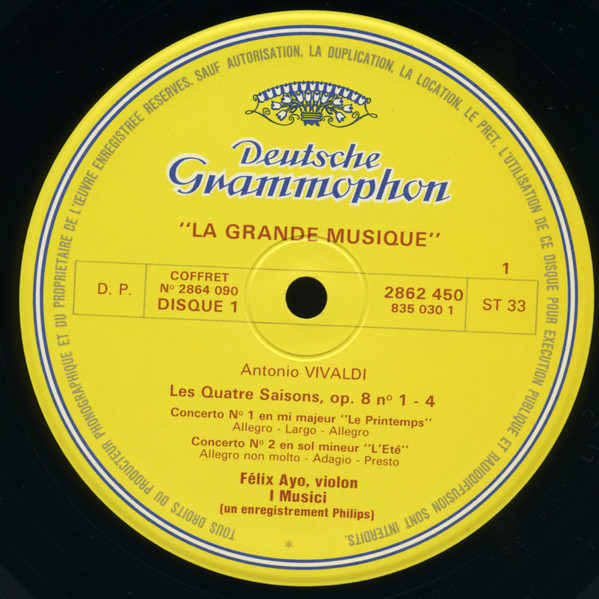 TOUS DROITS DU PRODUCTEUR PHONOGRAPHIQUE ET DU PROPRIETAIRE DE L'ŒUVRE ENREGISTREE RESERVES, SAUF AUTORISATION, LA DUPLICATION, LA LOCATION, LE PRET, L'UTILISATION DE CE DISQUE POUR EXECUTION PUBLIQUE ET RADIODIFFUSION SONT INTERDITS.
Deutsche
Grammophon
"LA GRANDE MUSIQUE"
1
D. P.
COFFRET
Nº 2864 090
DISQUE 1
2862 450
835 030 1
ST 33
Antonio VIVALDI
Les Quatre Saisons, op. 8 nº 1 - 4
Concerto Nº 1 en mi majeur "Le Printemps"
Allegro - Largo - Allegro
Concerto Nº 2 en sol mineur "L'Eté"
Allegro non molto - Adagio - Presto
Félix Ayo, violon
I Musici
(un enregistrement Philips)
*